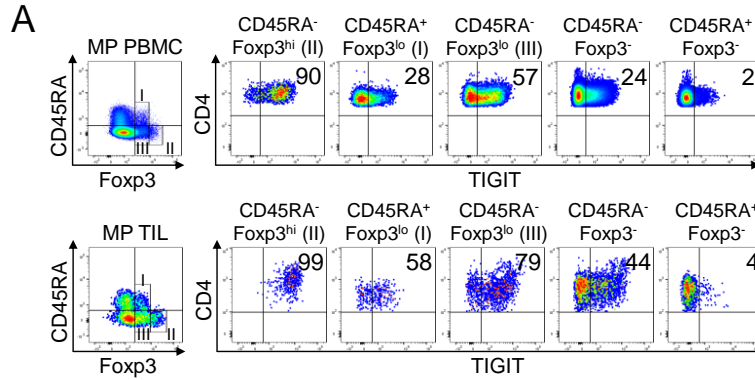 A
MP PBMC
CD45RA
Foxp3
I
III
II
CD45RA-
Foxp3hi (II)
CD45RA+
Foxp3lo (I)
CD45RA-
Foxp3lo (III)
CD45RA-
Foxp3-
CD45RA+
Foxp3-
CD4
90
28
57
24
2
TIGIT
MP TIL
CD45RA
Foxp3
I
III
II
CD45RA-
Foxp3hi (II)
CD45RA+
Foxp3lo (I)
CD45RA-
Foxp3lo (III)
CD45RA-
Foxp3-
CD45RA+
Foxp3-
CD4
99
58
79
44
4
TIGIT